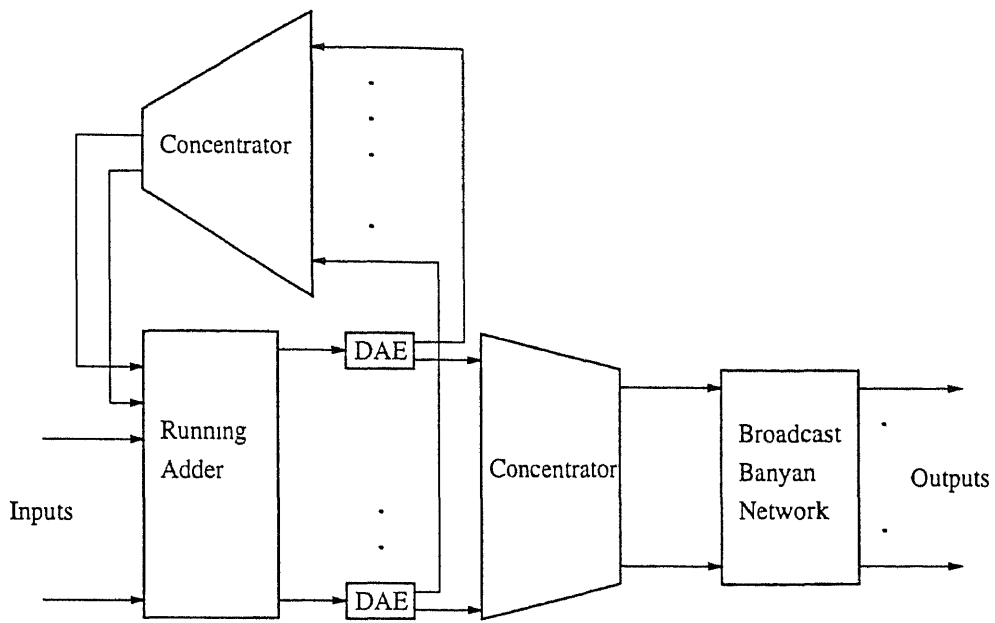 Concentrator
DAE
Running
Adder
Inputs
Concentrator
Broadcast
Banyan
Network
Outputs
DAE